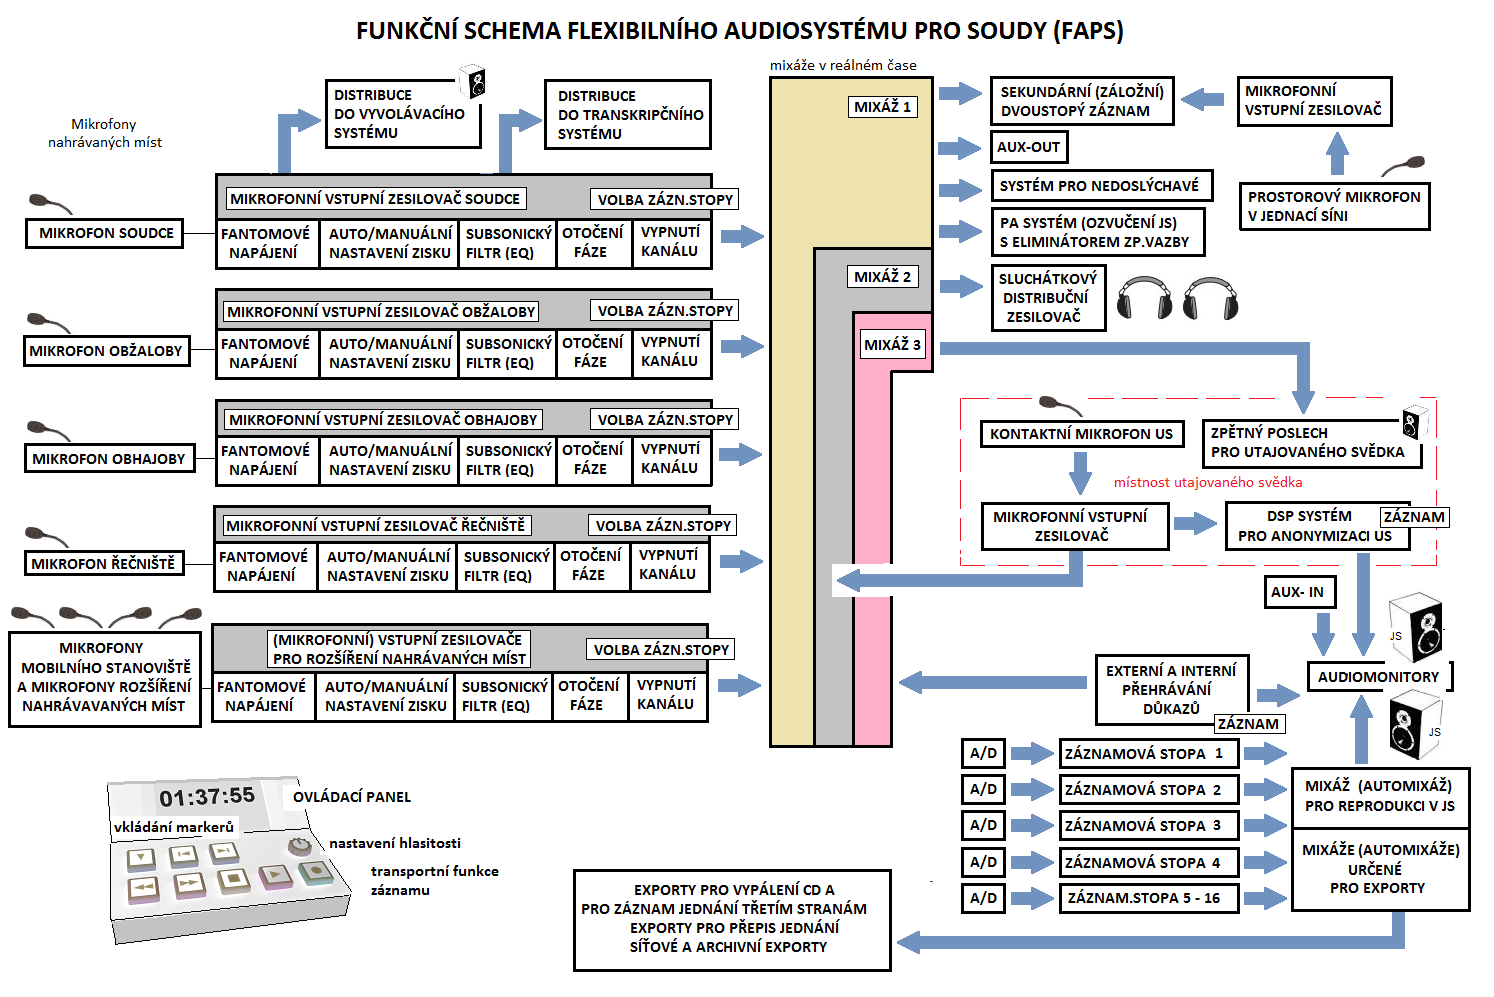 FUNKČNÍ SCHEMA FLEXIBILNÍHO AUDIOSYSTÉMU PRO SOUDY (FAPS)
Mikrofony
nahrávaných míst
DISTRIBUCE
DO VYVOLÁVACÍHO
SYSTÉMU
DISTRIBUCE
DO TRANSKRIPČNÍHO
SYSTÉMU
MIKROFON SOUDCE
MIKROFONNÍ VSTUPNÍ ZESILOVAČ SOUDCE
VOLBA ZÁZN.STOPY
FANTOMOVÉ
NAPÁJENÍ
AUTO/MANUÁLNÍ
NASTAVENÍ ZISKU
SUBSONICKÝ
FILTR (EQ)
OTOČENÍ
FÁZE
VYPNUTÍ
KANÁLU
MIKROFON OBŽALOBY
MIKROFONNÍ VSTUPNÍ ZESILOVAČ OBŽALOBY
VOLBA ZÁZN.STOPY
FANTOMOVÉ
NAPÁJENÍ
AUTO/MANUÁLNÍ
NASTAVENÍ ZISKU
SUBSONICKÝ
FILTR (EQ)
OTOČENÍ
FÁZE
VYPNUTÍ
KANÁLU
MIKROFON OBHAJOBY
MIKROFONNÍ VSTUPNÍ ZESILOVAČ OBHAJOBY
VOLBA ZÁZN.STOPY
FANTOMOVÉ
NAPÁJENÍ
AUTO/MANUÁLNÍ
NASTAVENÍ ZISKU
SUBSONICKÝ
FILTR (EQ)
OTOČENÍ
FÁZE
VYPNUTÍ
KANÁLU
MIKROFON ŘEČNIŠTĚ
MIKROFONNÍ VSTUPNÍ ZESILOVAČ ŘEČNIŠTĚ
VOLBA ZÁZN.STOPY
FANTOMOVÉ
NAPÁJENÍ
AUTO/MANUÁLNÍ
NASTAVENÍ ZISKU
SUBSONICKÝ
FILTR (EQ)
OTOČENÍ
FÁZE
VYPNUTÍ
KANÁLU
MIKROFONY
MOBILNÍHO STANOVIŠTĚ
A MIKROFONY ROZŠÍŘENÍ
NAHRÁVAVANÝCH MÍST
(MIKROFONNÍ) VSTUPNÍ ZESILOVAČE
PRO ROZŠÍŘENÍ NAHRÁVANÝCH MÍST
VOLBA ZÁZN.STOPY
FANTOMOVÉ
NAPÁJENÍ
AUTO/MANUÁLNÍ
NASTAVENÍ ZISKU
SUBSONICKÝ
FILTR (EQ)
OTOČENÍ
FÁZE
VYPNUTÍ
KANÁLU
mixáže v reálném čase
MIXÁŽ 1
MIXÁŽ 2
MIXÁŽ 3
SEKUNDÁRNÍ (ZÁLOŽNÍ)
DVOUSTOPÝ ZÁZNAM
MIKROFONNÍ
VSTUPNÍ ZESILOVAČ
AUX-OUT
SYSTÉM PRO NEDOSLÝCHAVÉ
PROSTOROVÝ MIKROFON
V JEDNACÍ SÍNI
PA SYSTÉM (OZVUČENÍ JS)
S ELIMINÁTOREM ZP.VAZBY
SLUCHÁTKOVÝ
DISTRIBUČNÍ
ZESILOVAČ
KONTAKTNÍ MIKROFON US
ZPĚTNÝ POSLECH
PRO UTAJOVANÉHO SVĚDKA
místnost utajovaného svědka
MIKROFONNÍ VSTUPNÍ
ZESILOVAČ
DSP SYSTÉM
PRO ANONYMIZACI US
ZÁZNAM
AUX- IN
JS
AUDIOMONITORY
JS
EXTERNÍ A INTERNÍ
PŘEHRÁVÁNÍ
DŮKAZŮ
ZÁZNAM
A/D
ZÁZNAMOVÁ STOPA 1
A/D
ZÁZNAMOVÁ STOPA 2
A/D
ZÁZNAMOVÁ STOPA 3
A/D
ZÁZNAMOVÁ STOPA 4
A/D
ZÁZNAM.STOPA 5 - 16
MIXÁŽ (AUTOMIXÁŽ)
PRO REPRODUKCI V JS
MIXÁŽE (AUTOMIXÁŽE)
URČENÉ
PRO EXPORTY
01:37:55
OVLÁDACÍ PANEL
vkládání markerů
nastavení hlasitosti
transportní funkce
záznamu
EXPORTY PRO VYPÁLENÍ CD A
PRO ZÁZNAM JEDNÁNÍ TŘETÍM STRANÁM
EXPORTY PRO PŘEPIS JEDNÁNÍ
SÍŤOVÉ A ARCHIVNÍ EXPORTY